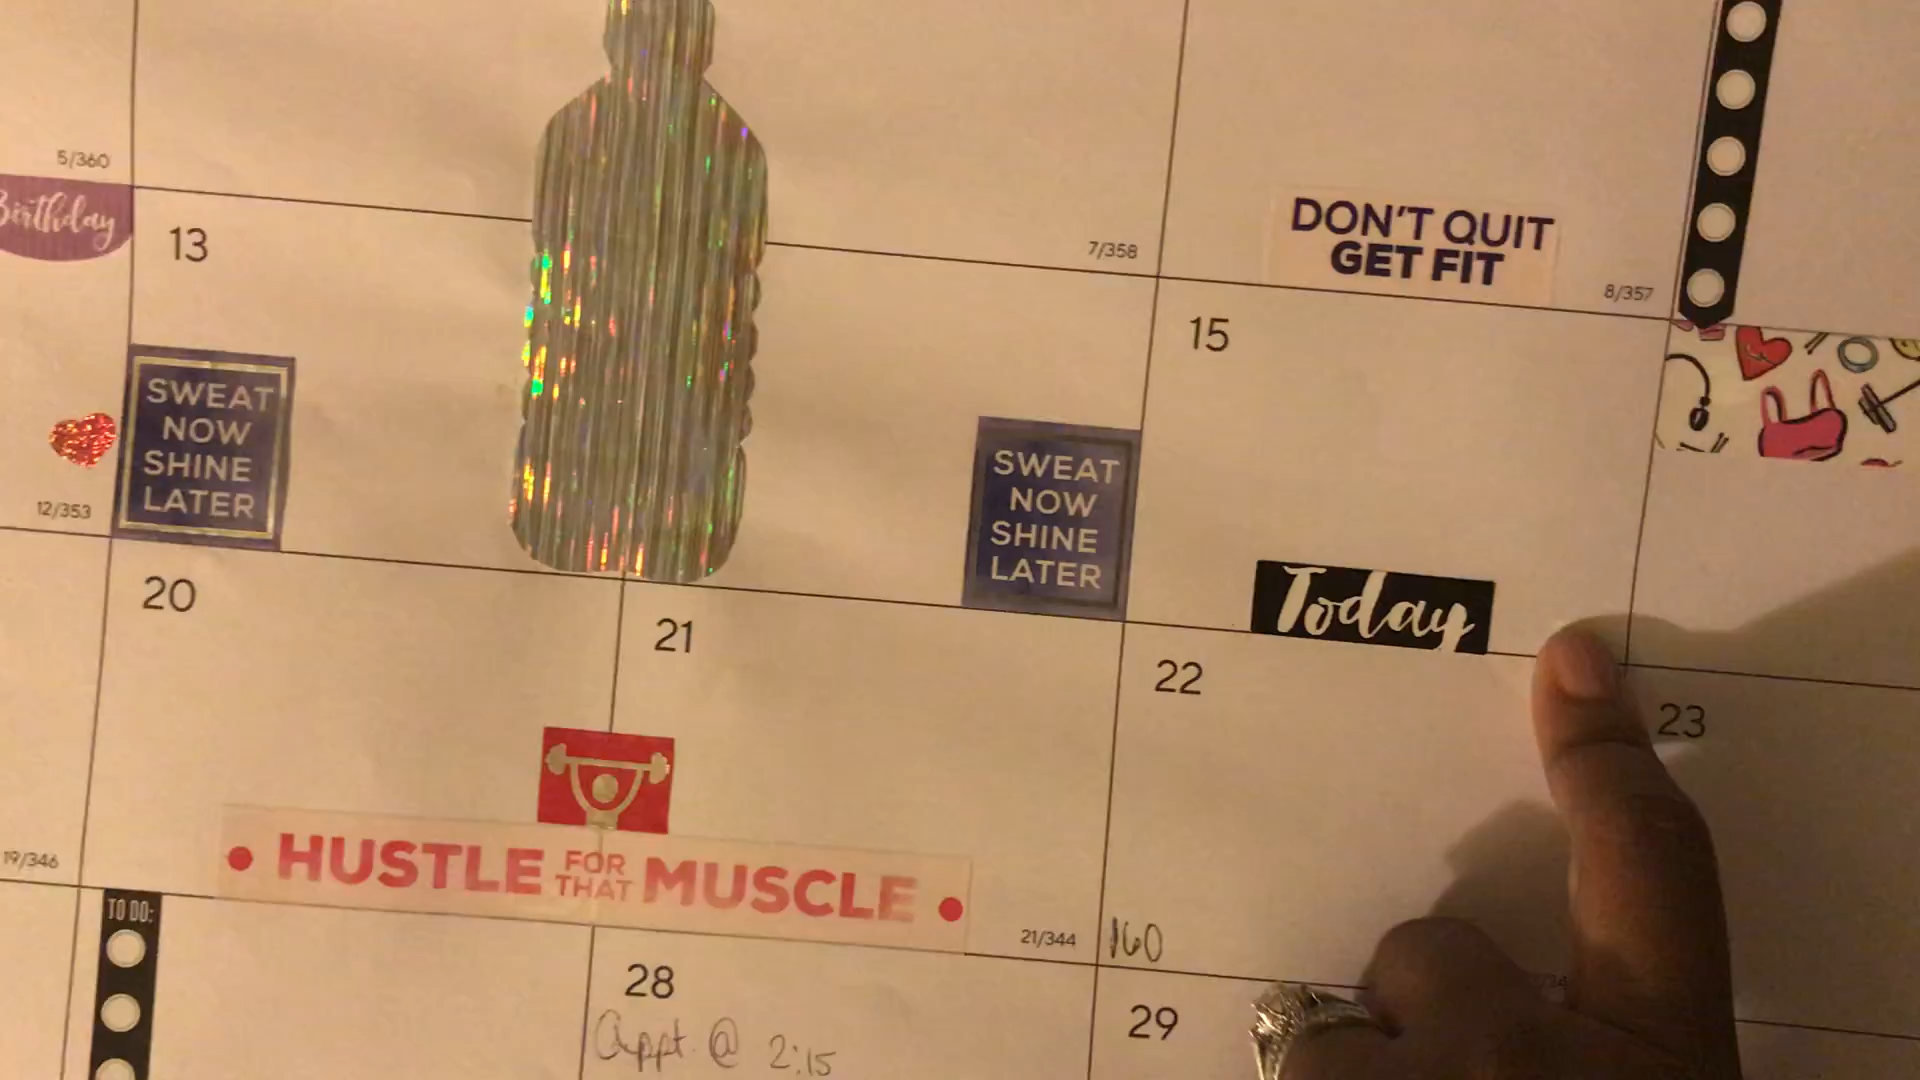 5/360
7/358
DON'T QUIT
GET FIT
8/357
Birthday
13
15
SWEAT
NOW
SHINE
LATER
12/353
SWEAT
NOW
SHINE
LATER
Today
20
21
22
23
HUSTLE FOR THAT MUSCLE
19/346
21/344
160
TO DO:
28
Appt. @ 2:15
29